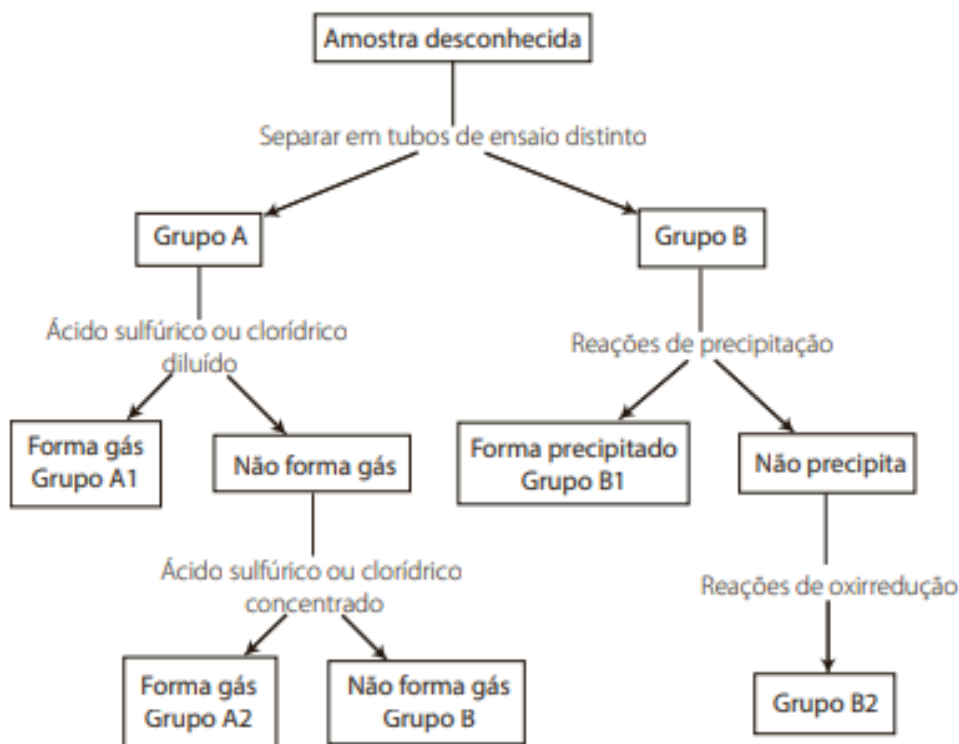 Amostra desconhecida
Separar em tubos de ensaio distinto
Grupo A
Grupo B
Ácido sulfúrico ou clorídrico
diluído
Reações de precipitação
Forma gás
Grupo A1
Não forma gás
Forma precipitado
Grupo B1
Não precipita
Ácido sulfúrico ou clorídrico
concentrado
Reações de oxirredução
Forma gás
Grupo A2
Não forma gás
Grupo B
Grupo B2